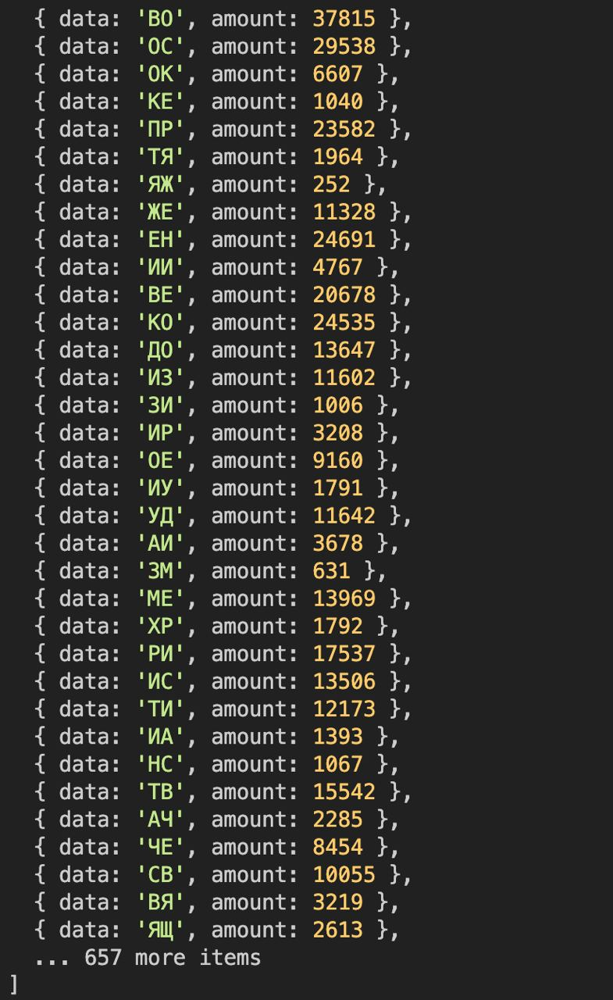 { data: 'ВО', amount: 37815 },
{ data: 'ОС', amount: 29538 },
{ data: 'ОК', amount: 6607 },
{ data: 'КЕ', amount: 1040 },
{ data: 'ПР', amount: 23582 },
{ data: 'ТЯ', amount: 1964 },
{ data: 'ЯЖ', amount: 252 },
{ data: 'ЖЕ', amount: 11328 },
{ data: 'ЕН', amount: 24691 },
{ data: 'ИИ', amount: 4767 },
{ data: 'ВЕ', amount: 20678 },
{ data: 'КО', amount: 24535 },
{ data: 'ДО', amount: 13647 },
{ data: 'ИЗ', amount: 11602 },
{ data: 'ЗИ', amount: 1006 },
{ data: 'ИР', amount: 3208 },
{ data: 'ОЕ', amount: 9160 },
{ data: 'ИУ', amount: 1791 },
{ data: 'УД', amount: 11642 },
{ data: 'АИ', amount: 3678 },
{ data: 'ЗМ', amount: 631 },
{ data: 'МЕ', amount: 13969 },
{ data: 'ХР', amount: 1792 },
{ data: 'РИ', amount: 17537 },
{ data: 'ИС', amount: 13506 },
{ data: 'ТИ', amount: 12173 },
{ data: 'ИА', amount: 1393 },
{ data: 'НС', amount: 1067 },
{ data: 'ТВ', amount: 15542 },
{ data: 'АЧ', amount: 2285 },
{ data: 'ЧЕ', amount: 8454 },
{ data: 'СВ', amount: 10055 },
{ data: 'ВЯ', amount: 3219 },
{ data: 'ЯЩ', amount: 2613 },
... 657 more items
]